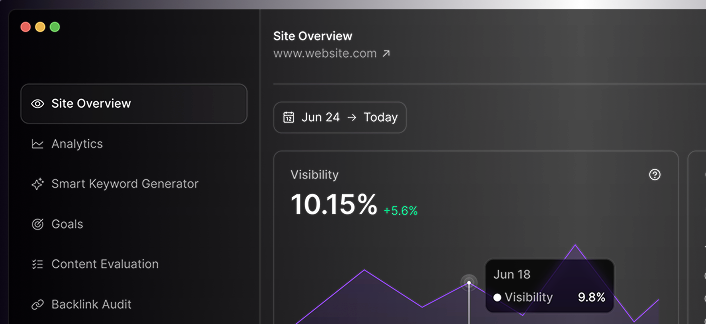 Site Overview
www.website.com
Site Overview
Jun 24 → Today
Analytics
Visibility
Smart Keyword Generator
10.15% +5.6%
Goals
Content Evaluation
Jun 18
Visibility 9.8%
Backlink Audit